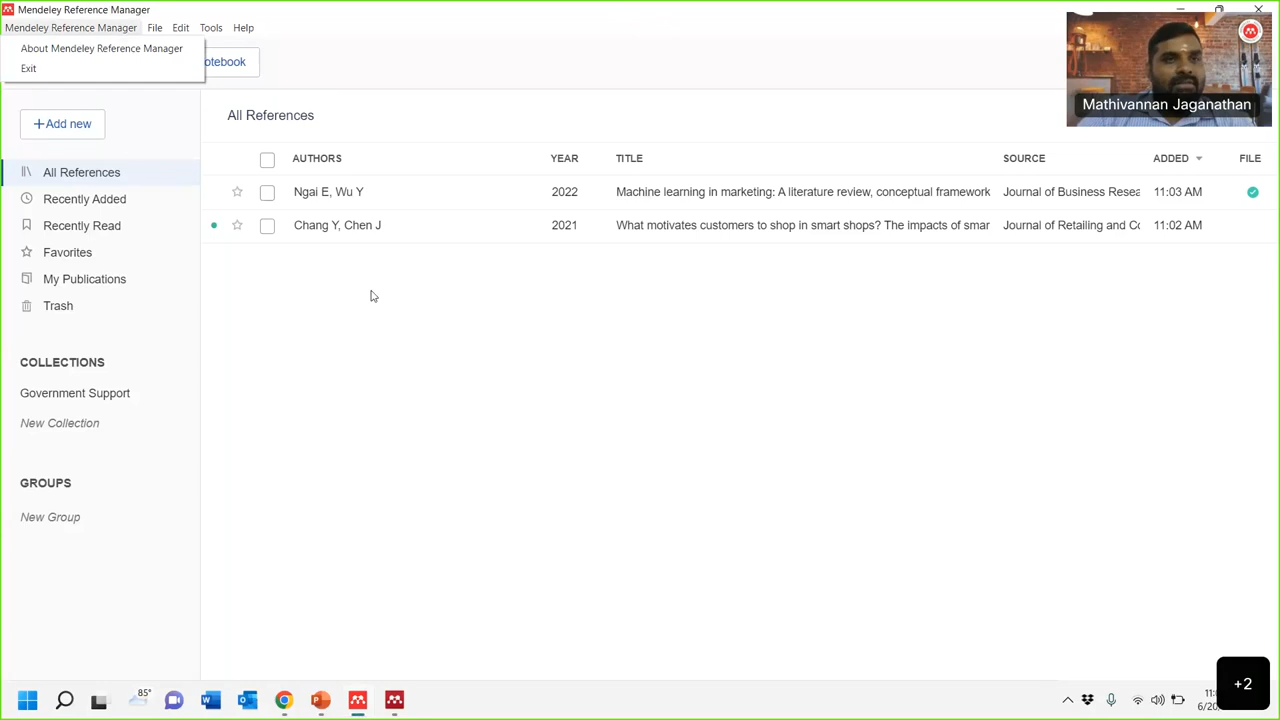 Mendeley Reference Manager
Mendeley Reference Manager File Edit Tools Help
About Mendeley Reference Manager
Exit
otebook
Mathivannan Jaganathan
+Add new
All References
AUTHORS YEAR TITLE SOURCE ADDED FILE
Ngai E, Wu Y 2022 Machine learning in marketing: A literature review, conceptual framework Journal of Business Resea 11:03 AM
Chang Y, Chen J 2021 What motivates customers to shop in smart shops? The impacts of smar Journal of Retailing and Co 11:02 AM
All References
Recently Added
Recently Read
Favorites
My Publications
Trash
COLLECTIONS
Government Support
New Collection
GROUPS
New Group
85°
+2